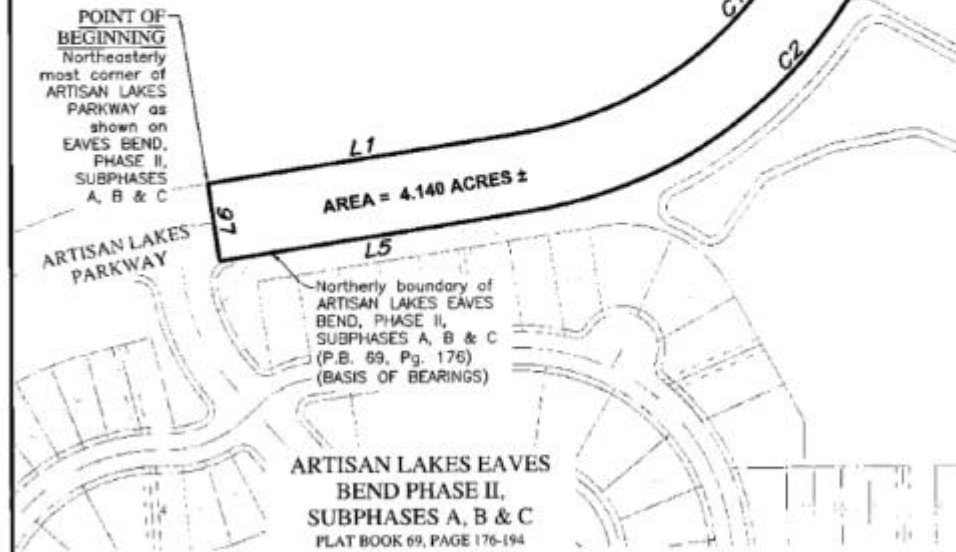 POINT OF
BEGINNING
Northeasterly
most corner of
ARTISAN LAKES
PARKWAY as
shown on
EAVES BEND,
PHASE II,
SUBPHASES
A, B & C
C1
C2
L1
AREA = 4.140 ACRES ±
L6
L5
ARTISAN LAKES
PARKWAY
Northerly boundary of
ARTISAN LAKES EAVES
BEND, PHASE II,
SUBPHASES A, B & C
(P.B. 69, Pg. 176)
(BASIS OF BEARINGS)
ARTISAN LAKES EAVES
BEND PHASE II,
SUBPHASES A, B & C
PLAT BOOK 69, PAGE 176-194